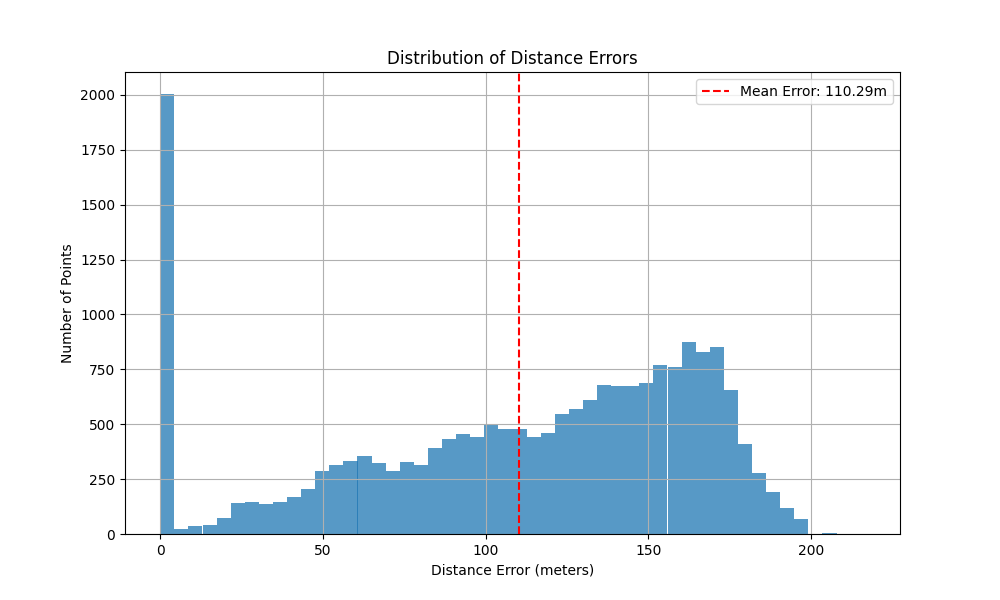 Distribution of Distance Errors
Mean Error: 110.29m
Number of Points
2000
1750
1500
1250
1000
750
500
250
0
0 50 100 150 200
Distance Error (meters)